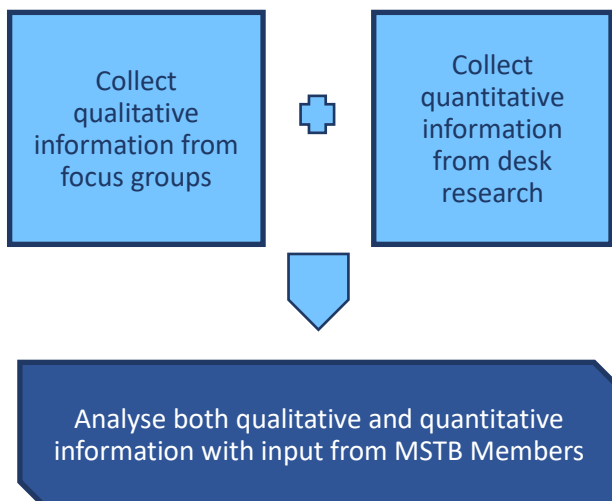 Collect
qualitative
information from
focus groups
Collect
quantitative
information
from desk
research
Analyse both qualitative and quantitative
information with input from MSTB Members